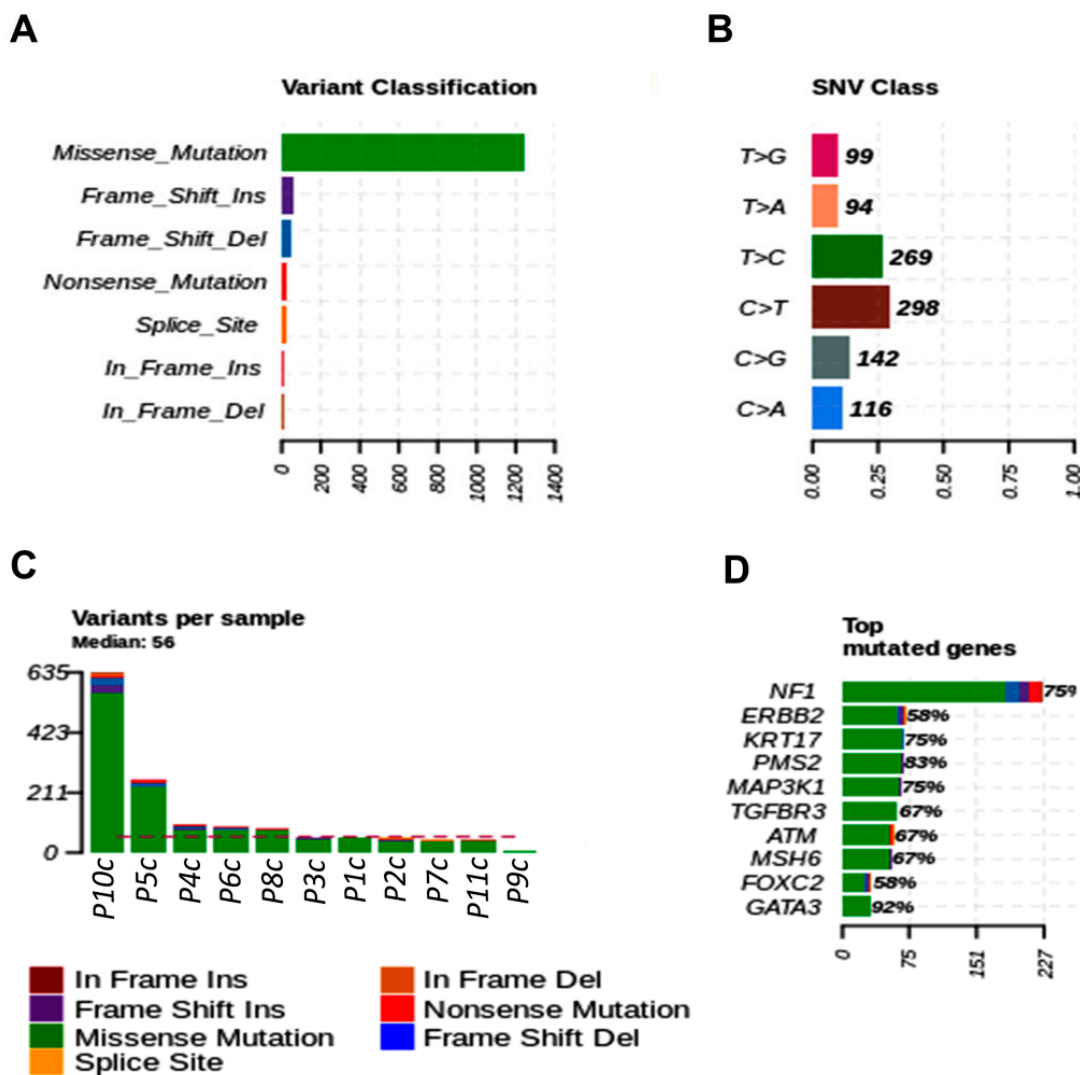 A
Variant Classification
Missense_Mutation
Frame_Shift_Ins
Frame_Shift_Del
Nonsense_Mutation
Splice_Site
In_Frame_Ins
In_Frame_Del
0 200 400 600 800 1000 1200 1400
B
SNV Class
T>G 99
T>A 94
T>C 269
C>T 298
C>G 142
C>A 116
0.00 0.25 0.50 0.75 1.00
C
Variants per sample
Median: 56
635
423
211
0
P10c P5c P4c P6c P8c P3c P1c P2c P7c P11c P9c
D
Top
mutated genes
NF1 75%
ERBB2 58%
KRT17 75%
PMS2 83%
MAP3K1 75%
TGFBR3 67%
ATM 67%
MSH6 67%
FOXC2 58%
GATA3 92%
0 75 151 227
In Frame Ins
Frame Shift Ins
Missense Mutation
Splice Site
In Frame Del
Nonsense Mutation
Frame Shift Del